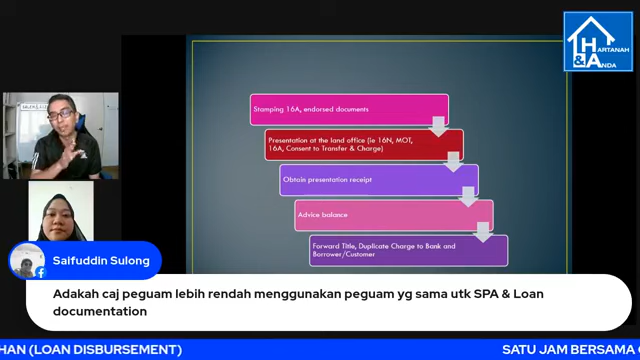 HARTANAH
& ANDA
Stamping 16A, endorsed documents
Presentation at the land office (ie 16N, MOT,
16A, Consent to Transfer & Charge)
Obtain presentation receipt
Advice balance
Forward Title, Duplicate Charge to Bank and
Borrower/Customer
Saifuddin Sulong
Adakah caj peguam lebih rendah menggunakan peguam yg sama utk SPA & Loan
documentation
HAN (LOAN DISBURSEMENT)
SATU JAM BERSAMA